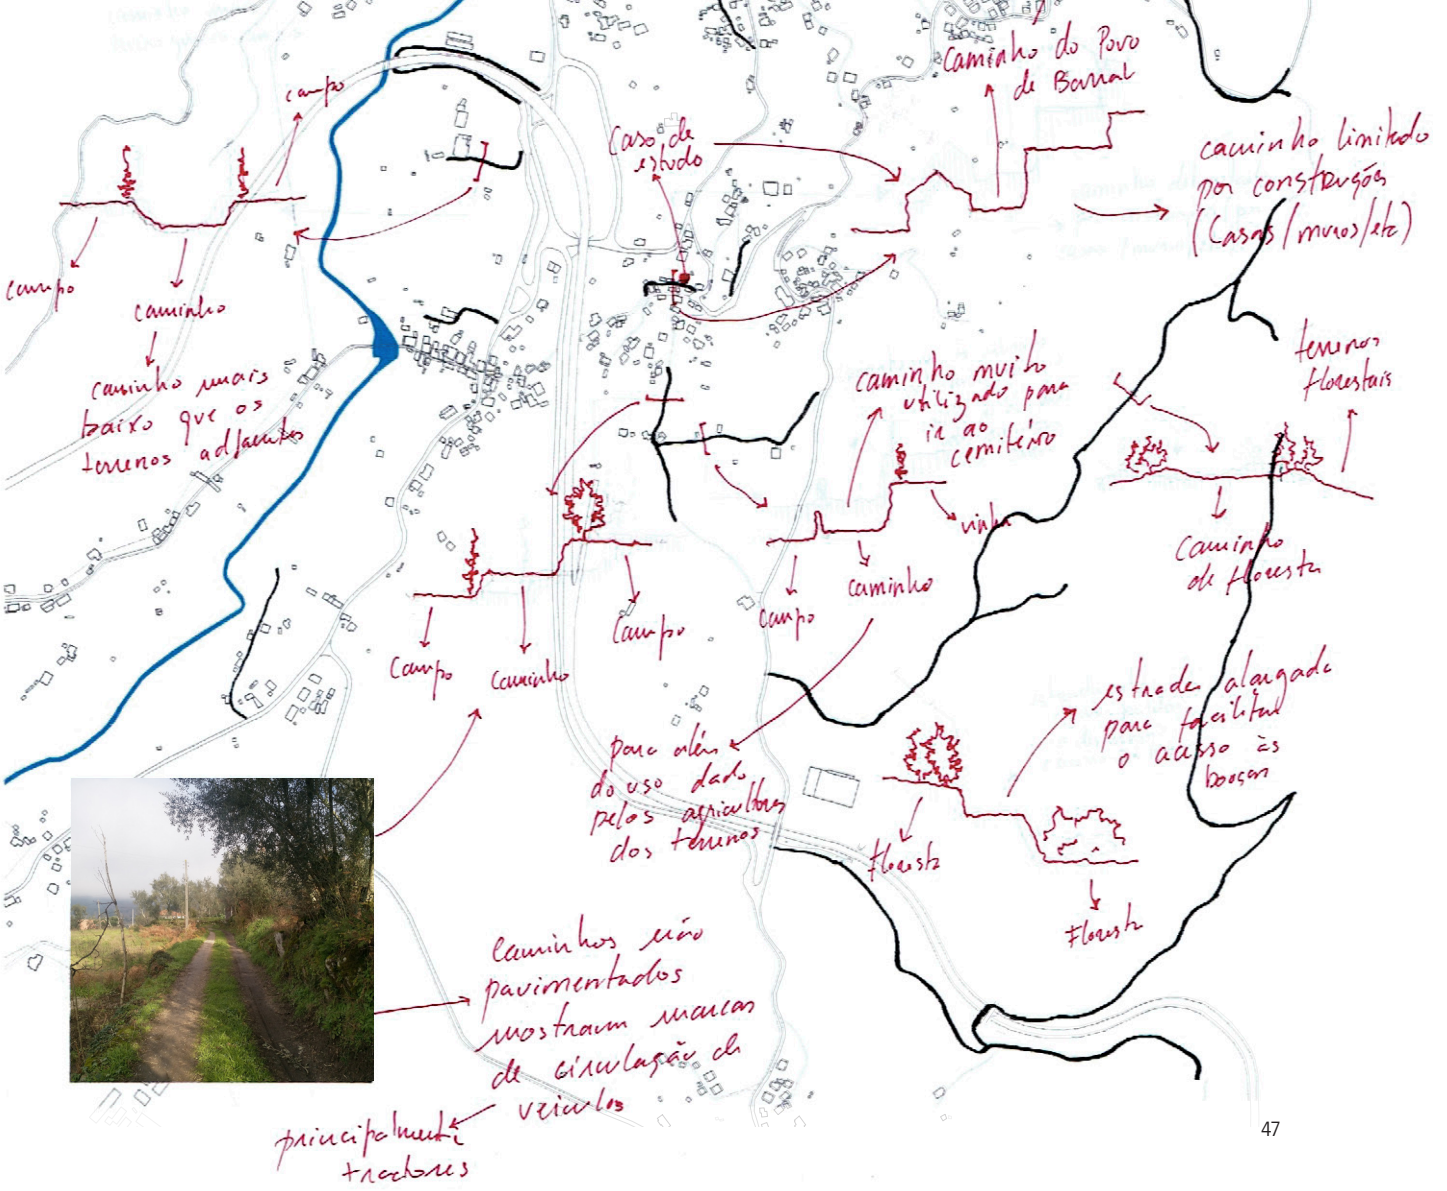 campo
campo
caminho
caminho mais
baixo que os
terrenos adjacentes
Caso de
estudo
Caminho do Povo
de Barral
caminho limitado
por construções
(Casas/muros/etc)
caminho muito
utilizado para
ir ao
cemitério
vinha
campo
caminho
para além
do uso dado
pelos agricultores
dos terrenos
terrenos
florestais
Caminho
de floresta
Campo
Caminho
Campo
estrada alargada
para facilitar
o acesso às
Floresta
Floresta
Caminhos não
pavimentados
mostram marcas
de circulação de
veículos
principalmente
tractores
47